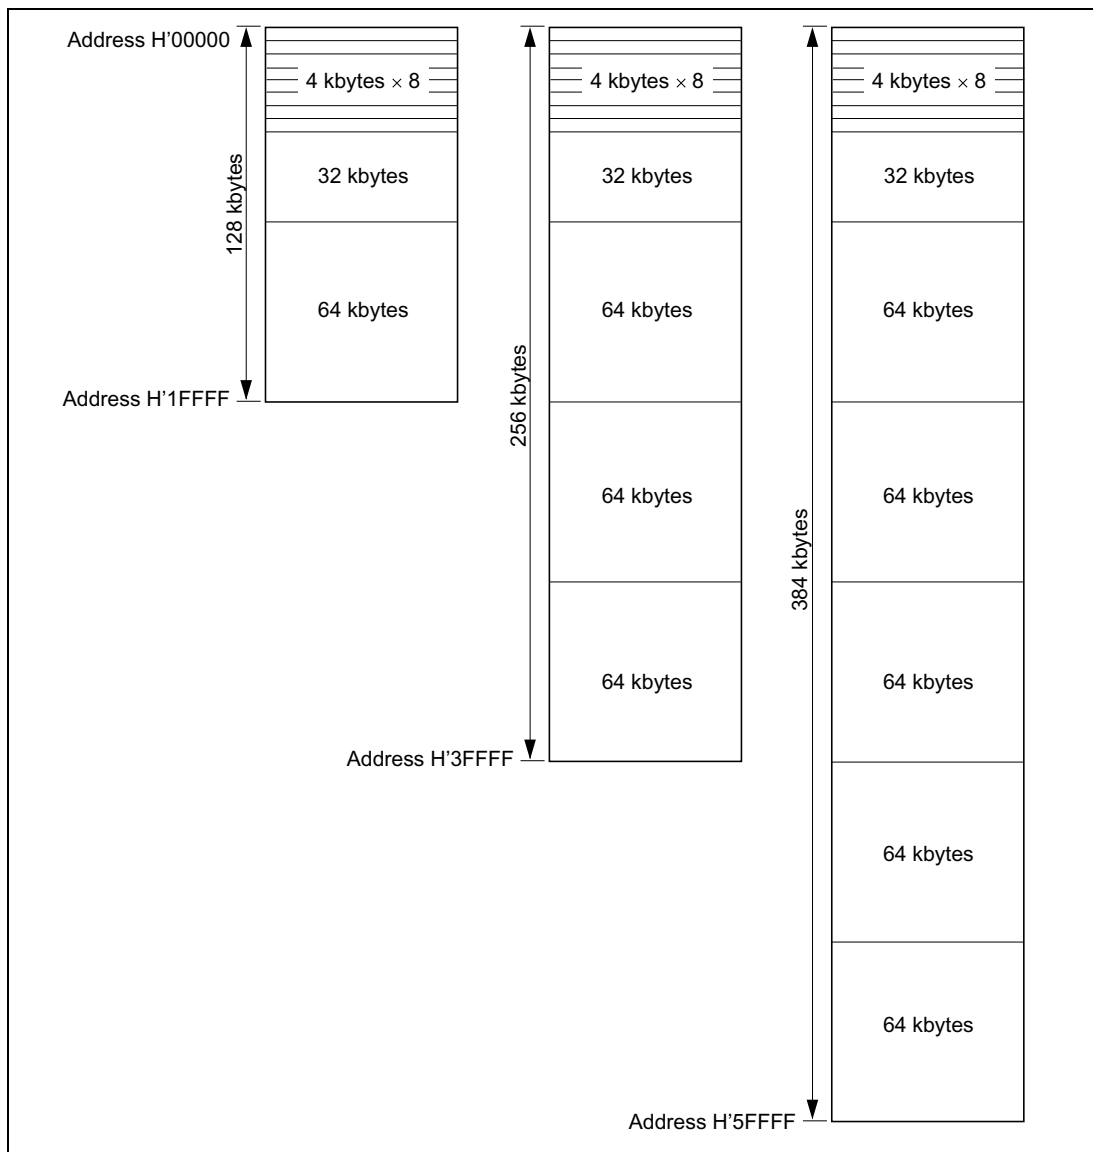 Address H'00000
4 kbytes × 8
4 kbytes × 8
4 kbytes × 8
32 kbytes
32 kbytes
32 kbytes
128 kbytes
64 kbytes
64 kbytes
64 kbytes
Address H'1FFFF
256 kbytes
64 kbytes
64 kbytes
384 kbytes
64 kbytes
64 kbytes
Address H'3FFFF
64 kbytes
64 kbytes
Address H'5FFFF